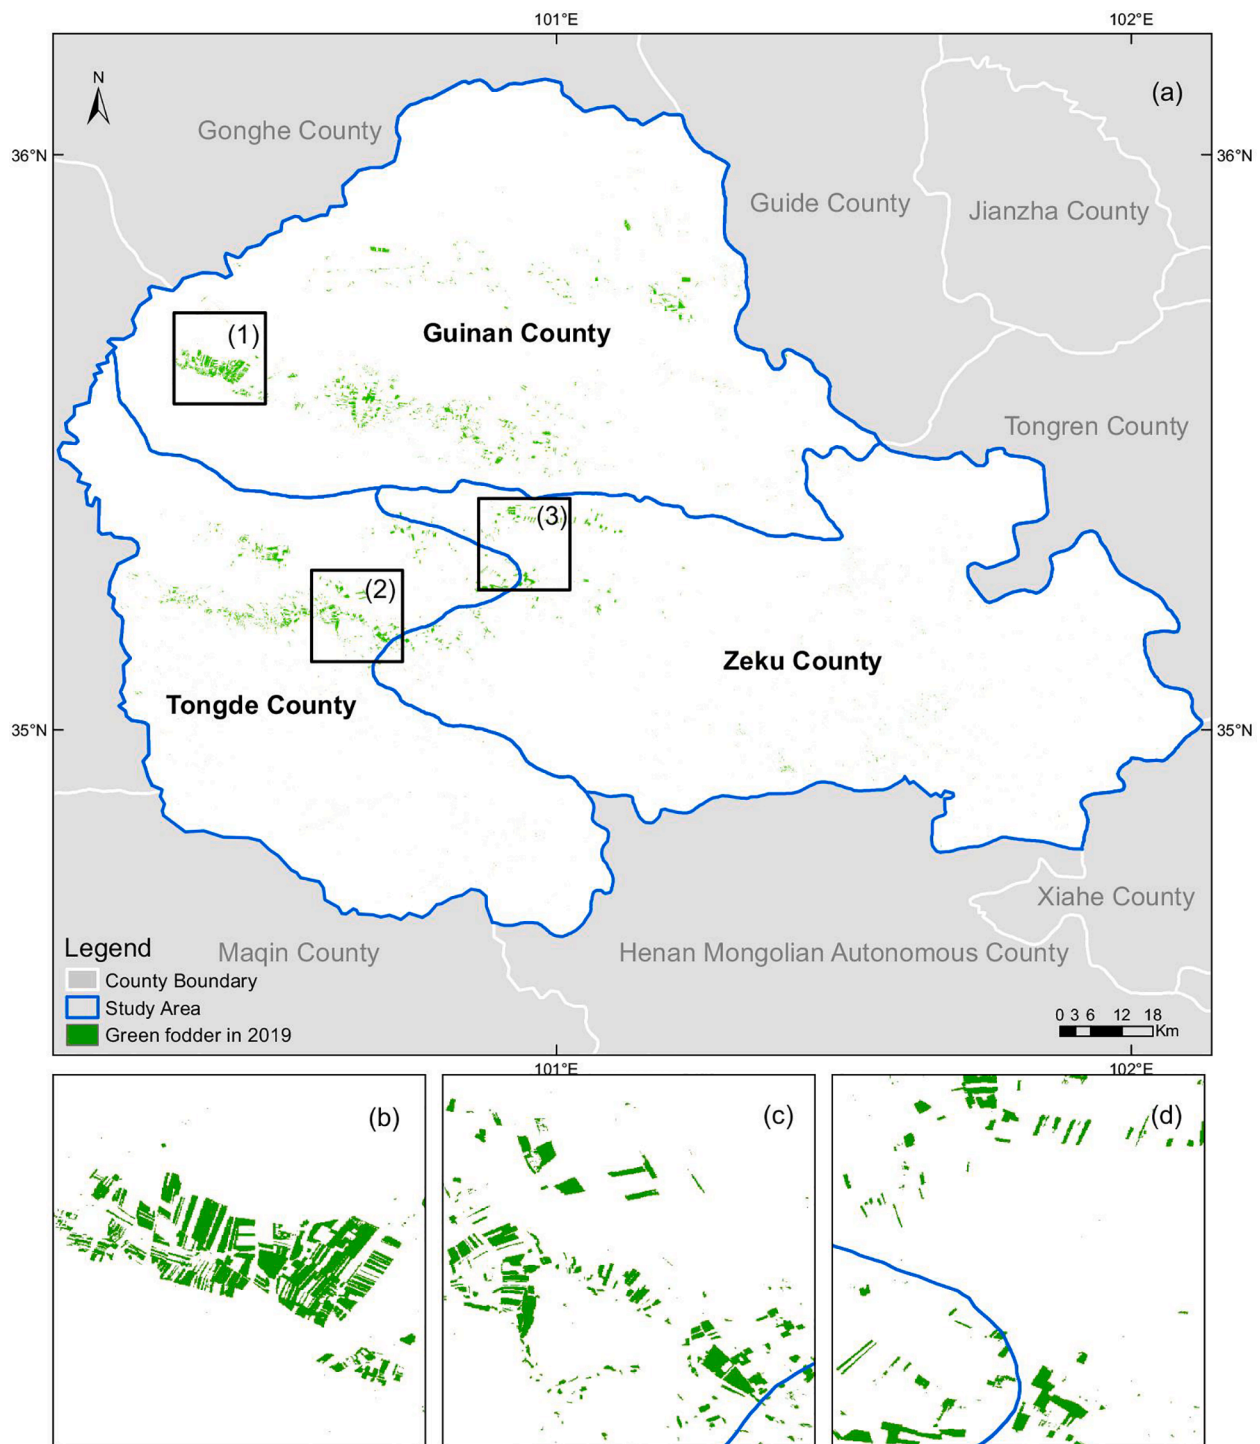 101°E
102°E
N
(a)
Gonghe County
36°N
36°N
Guide County
Jianzha County
(1)
Guinan County
Tongren County
(3)
(2)
Zeku County
Tongde County
35°N
35°N
Xiahe County
Legend
Maqin County
Henan Mongolian Autonomous County
County Boundary
Study Area
Green fodder in 2019
0 3 6 12 18
Km
101°E
102°E
(b)
(c)
(d)